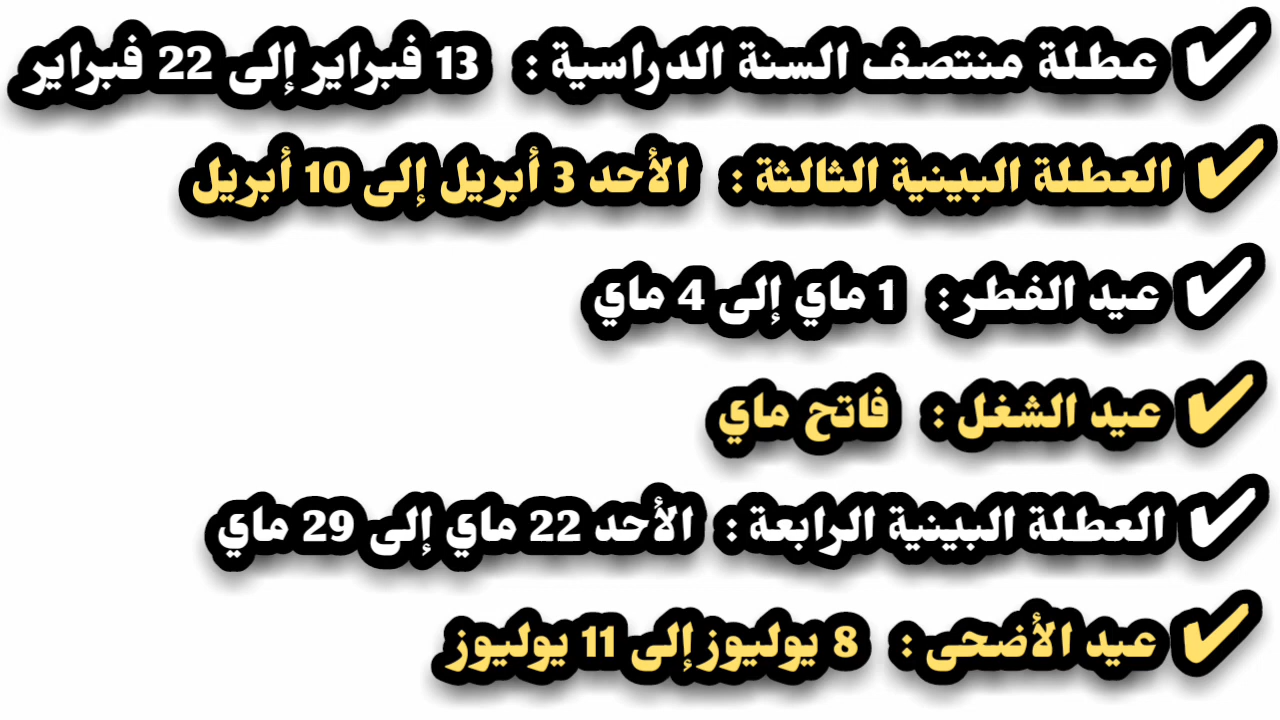 ✔ عطلة منتصف السنة الدراسية : 13 فبراير إلى 22 فبراير
✔ العطلة البينية الثالثة : الأحد 3 أبريل إلى 10 أبريل
✔ عيد الفطر : 1 ماي إلى 4 ماي
✔ عيد الشغل : فاتح ماي
✔ العطلة البينية الرابعة : الأحد 22 ماي إلى 29 ماي
✔ عيد الأضحى : 8 يوليوز إلى 11 يوليوز